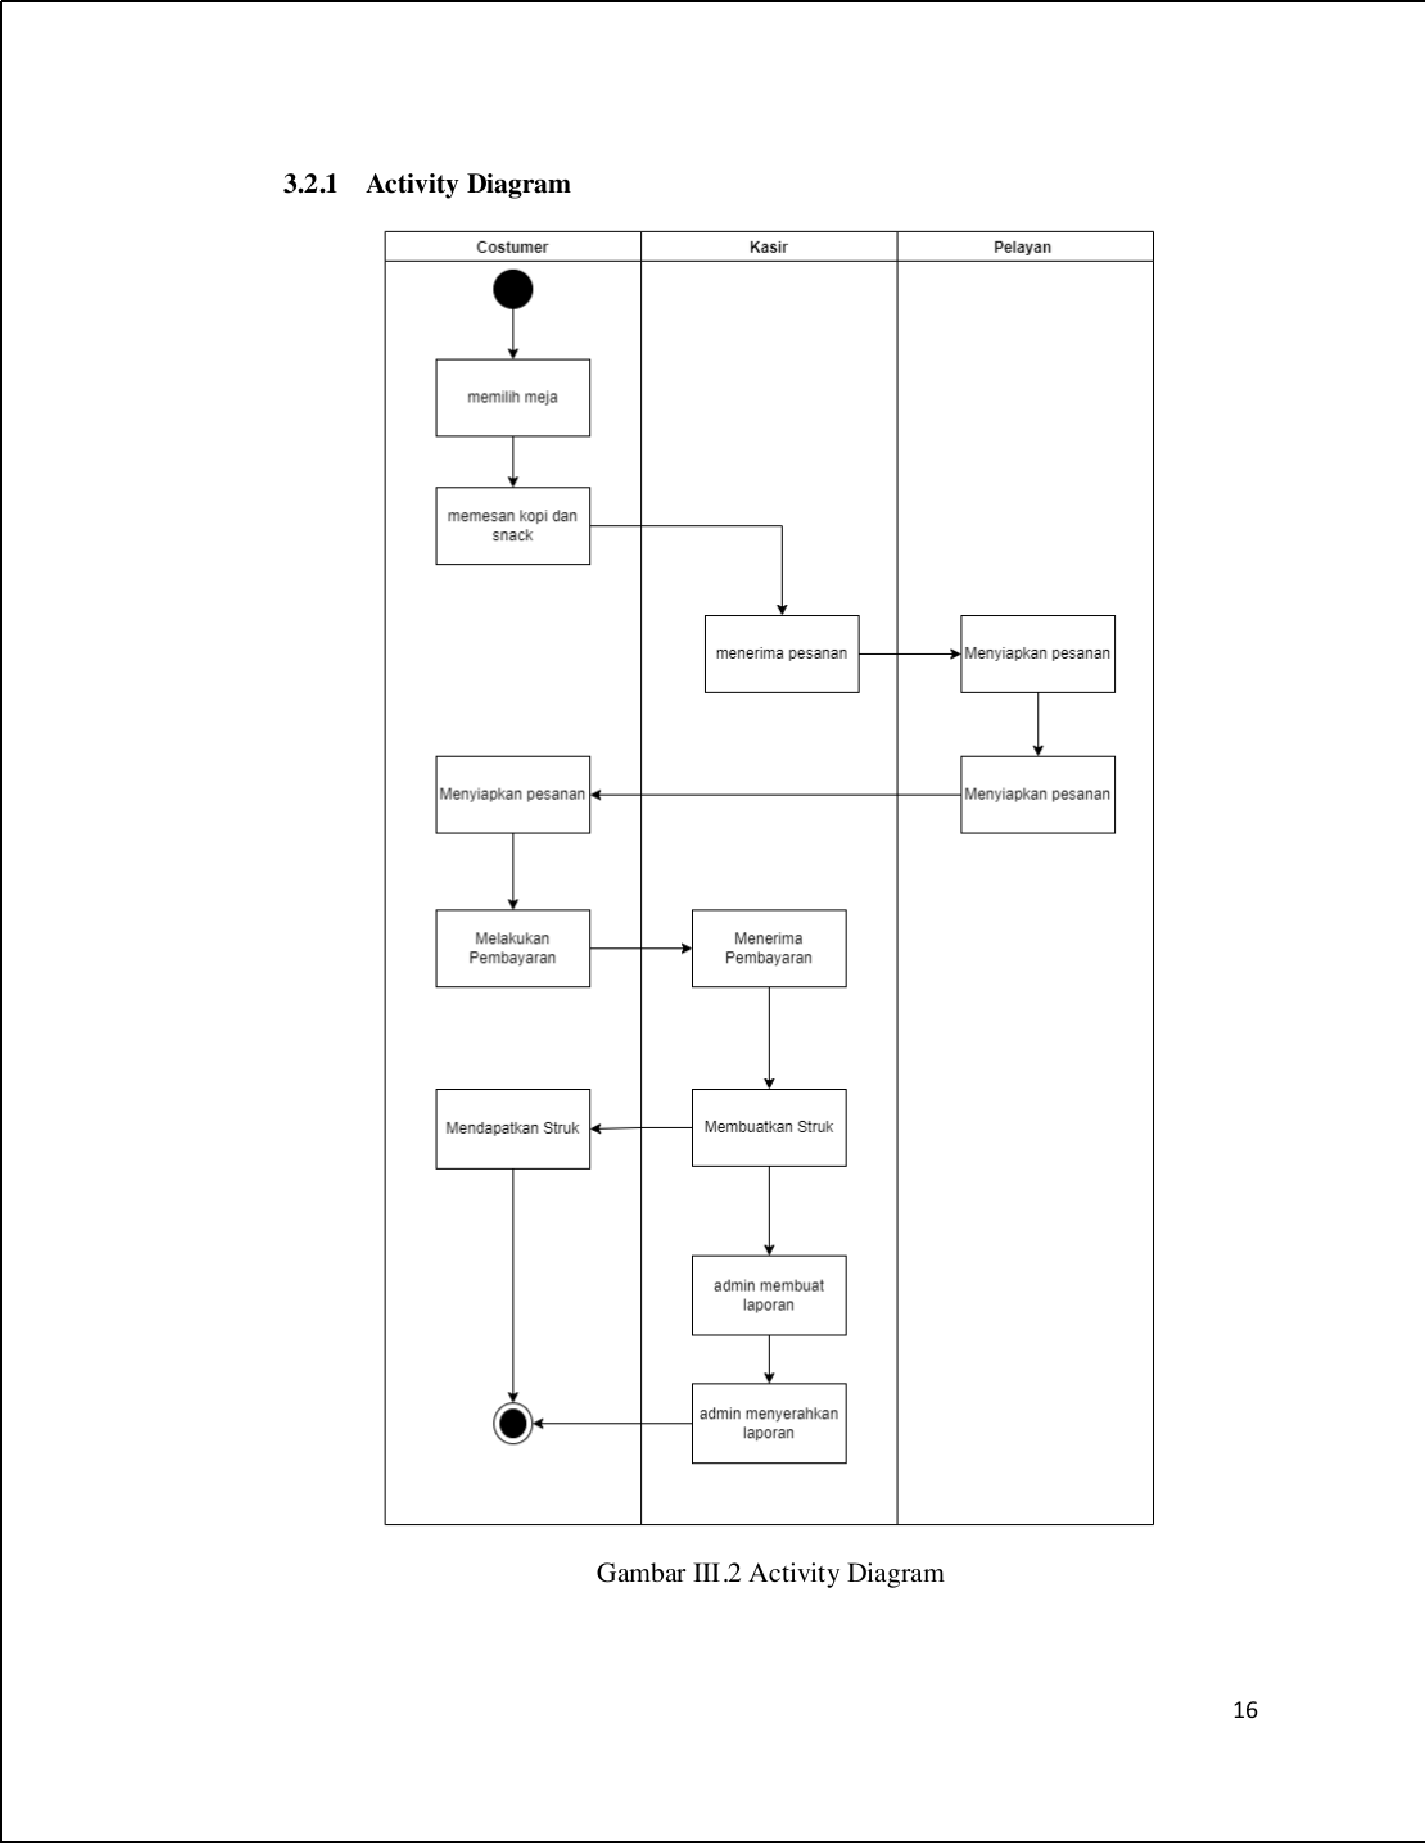 3.2.1 Activity Diagram
Costumer
Kasir
Pelayan
memilih meja
memesan kopi dan
snack
menerima pesanan
Menyiapkan pesanan
Menyiapkan pesanan
Menyiapkan pesanan
Melakukan
Pembayaran
Menerima
Pembayaran
Mendapatkan Struk
Membuatkan Struk
admin membuat
laporan
admin menyerahkan
laporan
Gambar III.2 Activity Diagram
16